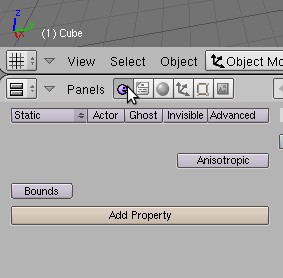 z
(1) Cube
View Select Object Object Mo
Panels
Static Actor Ghost Invisible Advanced
Anisotropic
Bounds
Add Property